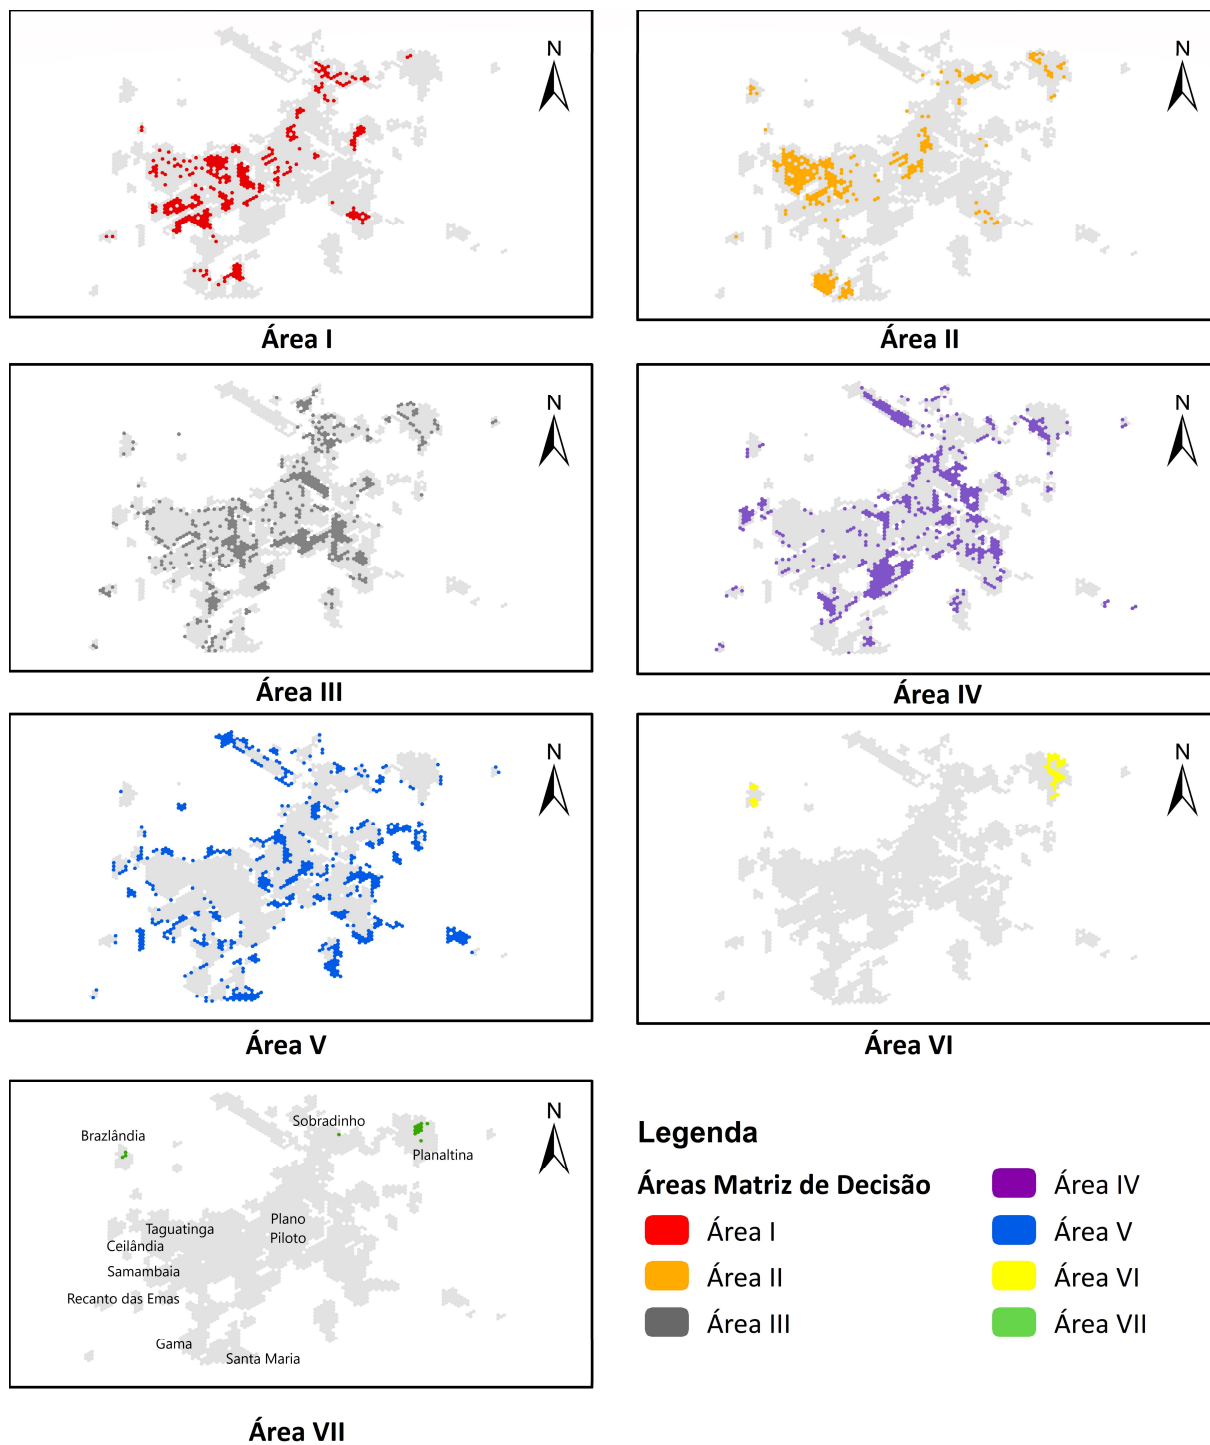 N
N
Área I
Área II
N
N
Área III
Área IV
N
N
Área V
Área VI
N
Sobradinho
Brazlândia
Planaltina
Plano
Piloto
Taguatinga
Ceilândia
Samambaia
Recanto das Emas
Gama
Santa Maria
Área VII
Legenda
Áreas Matriz de Decisão
Área I
Área II
Área III
Área IV
Área V
Área VI
Área VII